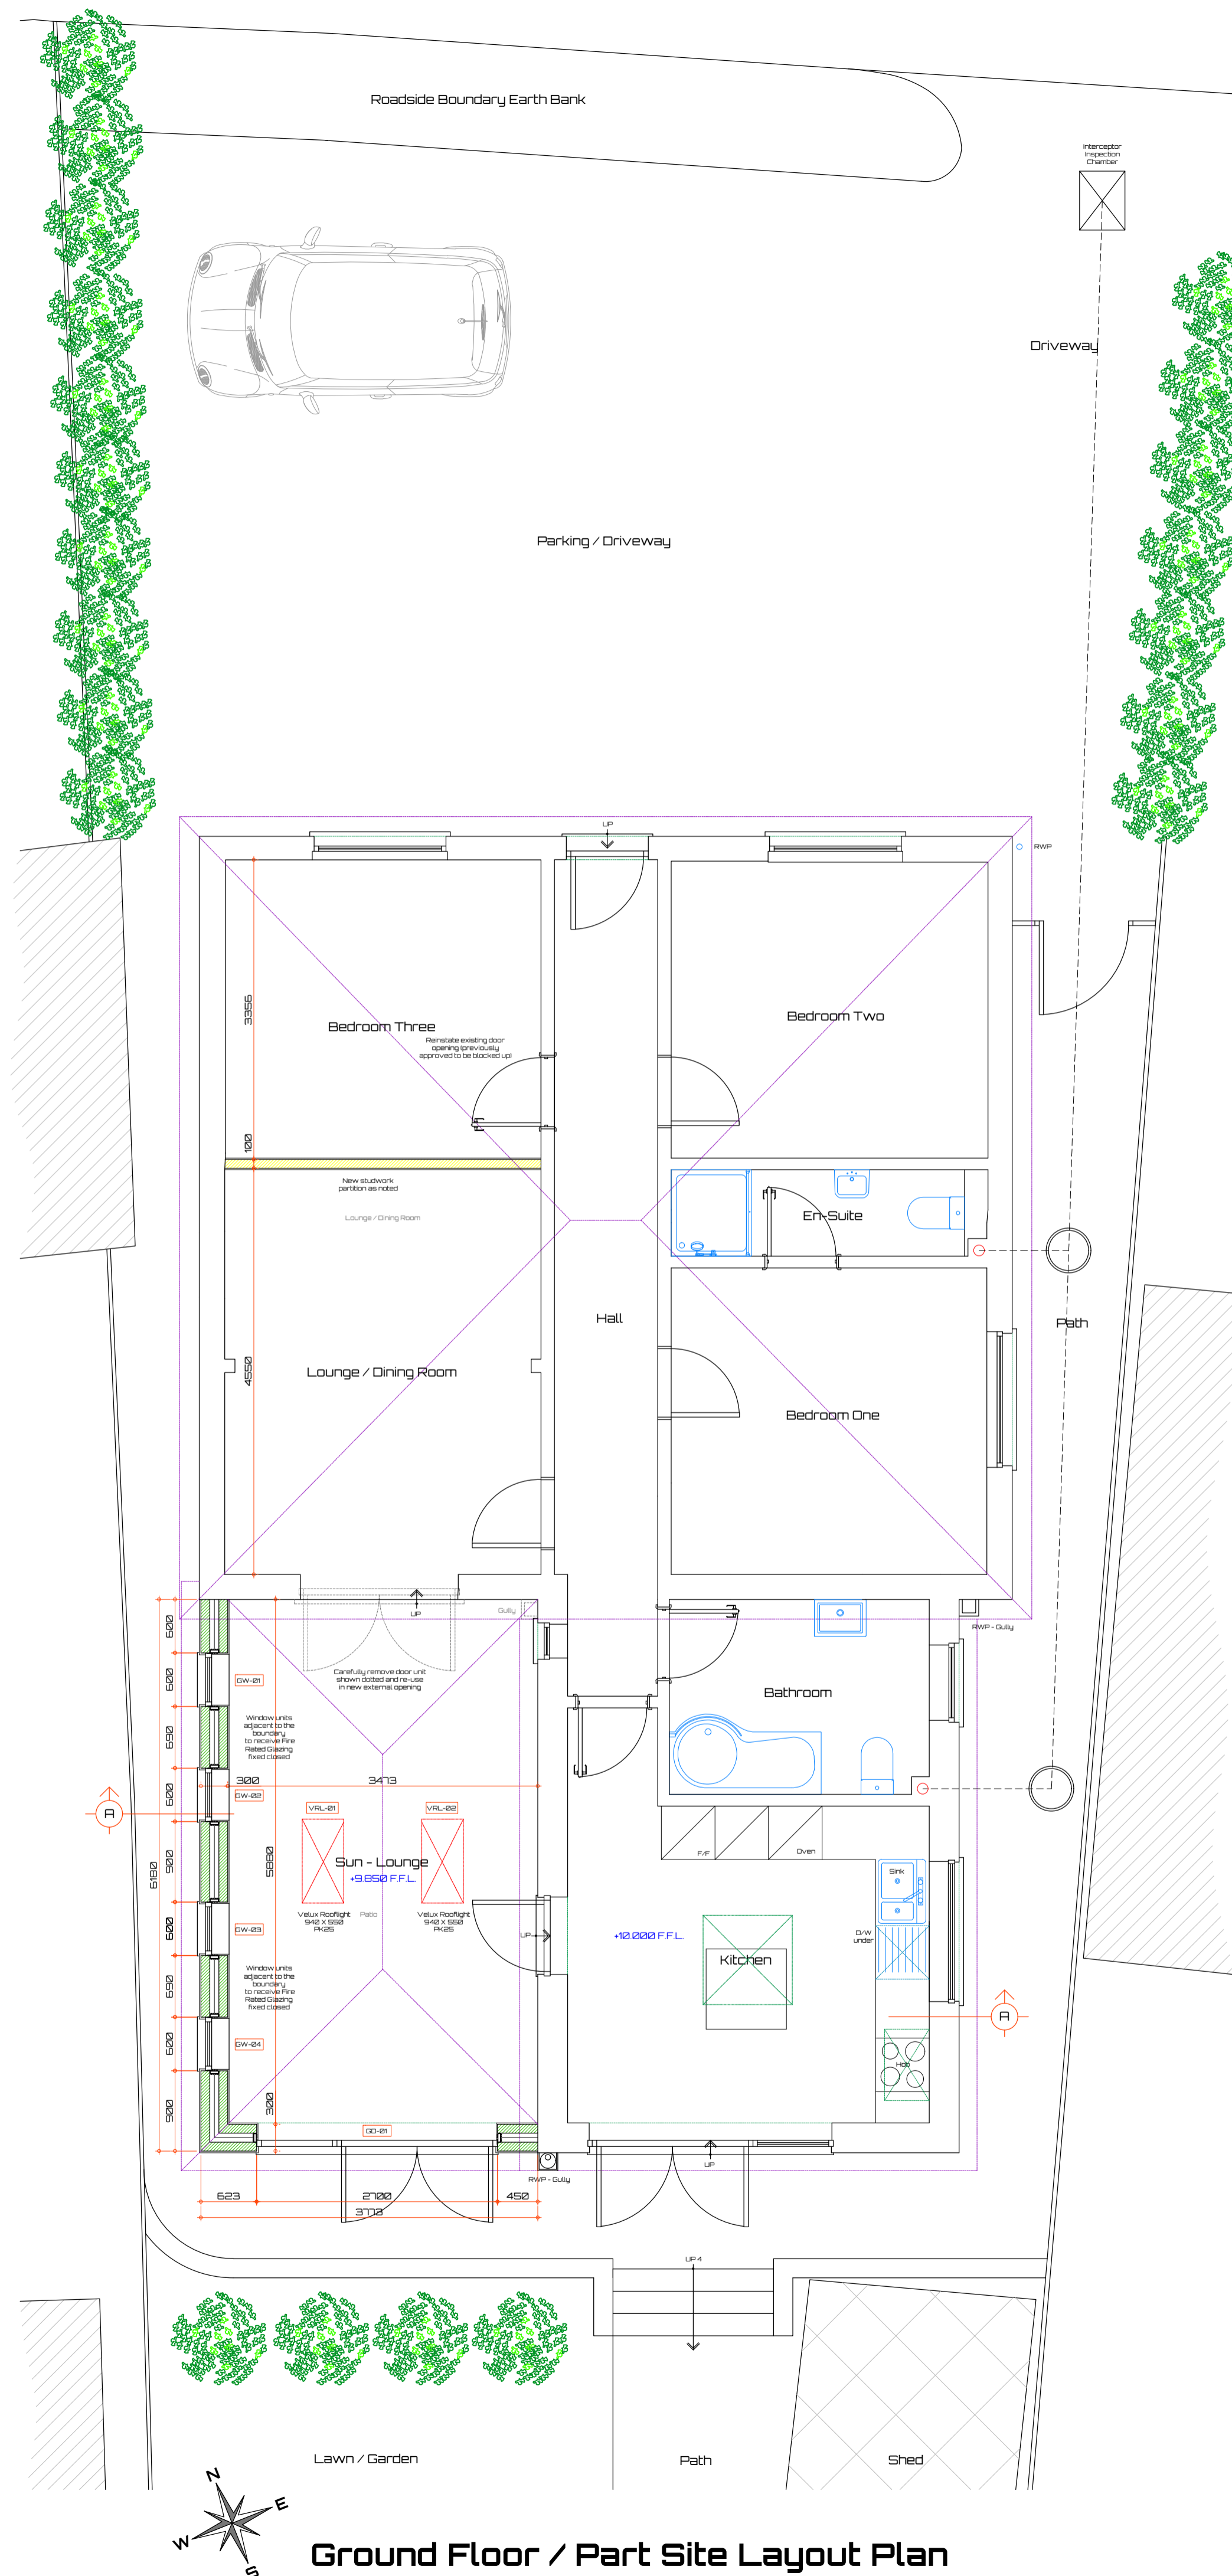 Roadside Boundary Earth Bank
Interceptor
Inspection
Chamber
Driveway
Parking / Driveway
UP
RWP
3356
Bedroom Three
Bedroom Two
Reinstate existing door
opening (previously
approved to be blocked up)
100
New studwork
partition as noted
Lounge / Dining Room
En-Suite
Hall
Path
4550
Lounge / Dining Room
Bedroom One
UP
Gully
RWP - Gully
600
Carefully remove door unit
shown dotted and re-use
in new external opening
600
GW-01
Bathroom
Window units
adjacent to the
boundary
to receive Fire
Rated Glazing
fixed closed
690
300
3473
600
GW-02
VRL-01
VRL-02
A
F/F
Oven
6180
900
5880
Sun - Lounge
+9.850 F.F.L.
Sink
Velux Rooflight
940 X 550
PK25
Patio
Velux Rooflight
940 X 550
PK25
600
GW-03
UP
+10.000 F.F.L.
D/W
under
Kitchen
Window units
adjacent to the
boundary
to receive Fire
Rated Glazing
fixed closed
690
A
600
GW-04
Hob
900
300
GD-01
UP
RWP - Gully
623
2700
450
3773
UP 4
Lawn / Garden
Path
Shed
N
E
W
S
Ground Floor / Part Site Layout Plan